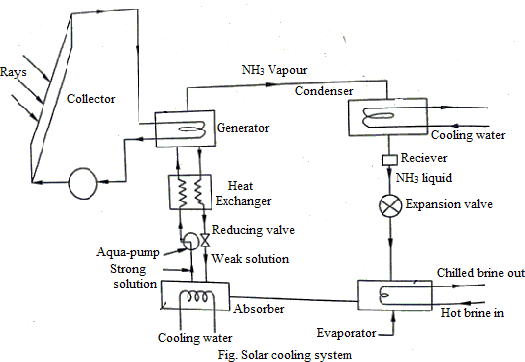 NH3 Vapour
Rays
Collector
Condenser
Generator
Cooling water
Reciever
NH3 liquid
Heat
Exchanger
Expansion valve
Reducing valve
Aqua-pump
Weak solution
Strong
solution
Chilled brine out
Absorber
Hot brine in
Cooling water
Evaporator
Fig. Solar cooling system